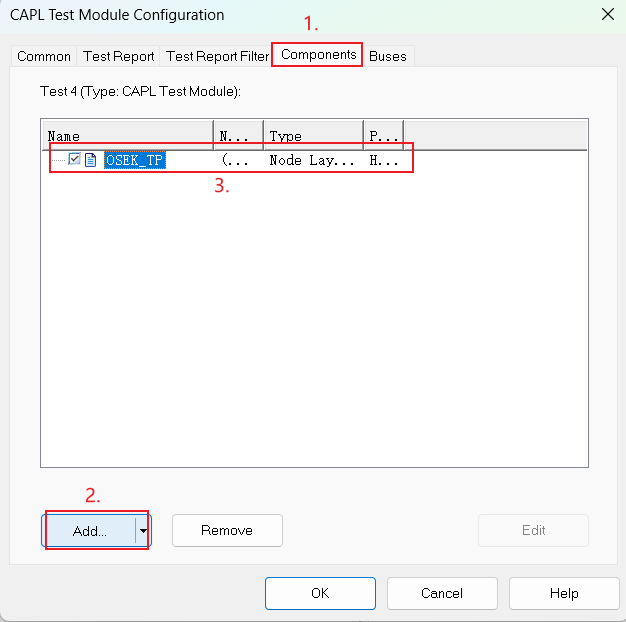 CAPL Test Module Configuration
1.
Common Test Report Test Report Filter Components Buses
Test 4 (Type: CAPL Test Module):
Name N... Type P...
OSEK_TP (... Node Lay... H...
3.
2.
Add... Remove Edit
OK Cancel Help